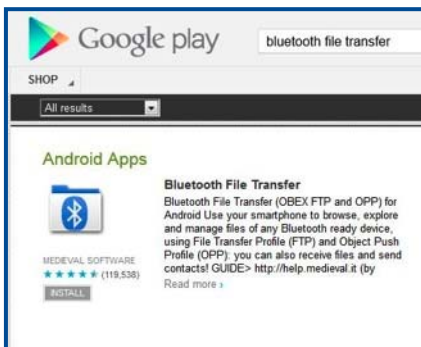 Google play
bluetooth file transfer
SHOP
All results
Android Apps
Bluetooth File Transfer
Bluetooth File Transfer (OBEX FTP and OPP) for
Android Use your smartphone to browse, explore
and manage files of any Bluetooth ready device,
using File Transfer Profile (FTP) and Object Push
Profile (OPP): you can also receive files and send
contacts! GUIDE> http://help.medieval.it (by
Read more ›
MEDIEVAL SOFTWARE
(119,538)
INSTALL